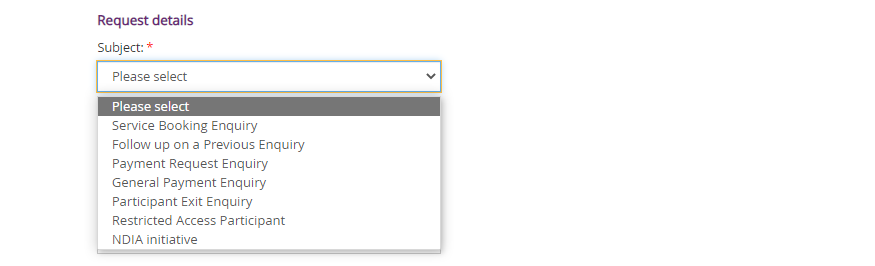 Request details
Subject: *
Please select
Please select
Service Booking Enquiry
Follow up on a Previous Enquiry
Payment Request Enquiry
General Payment Enquiry
Participant Exit Enquiry
Restricted Access Participant
NDIA initiative